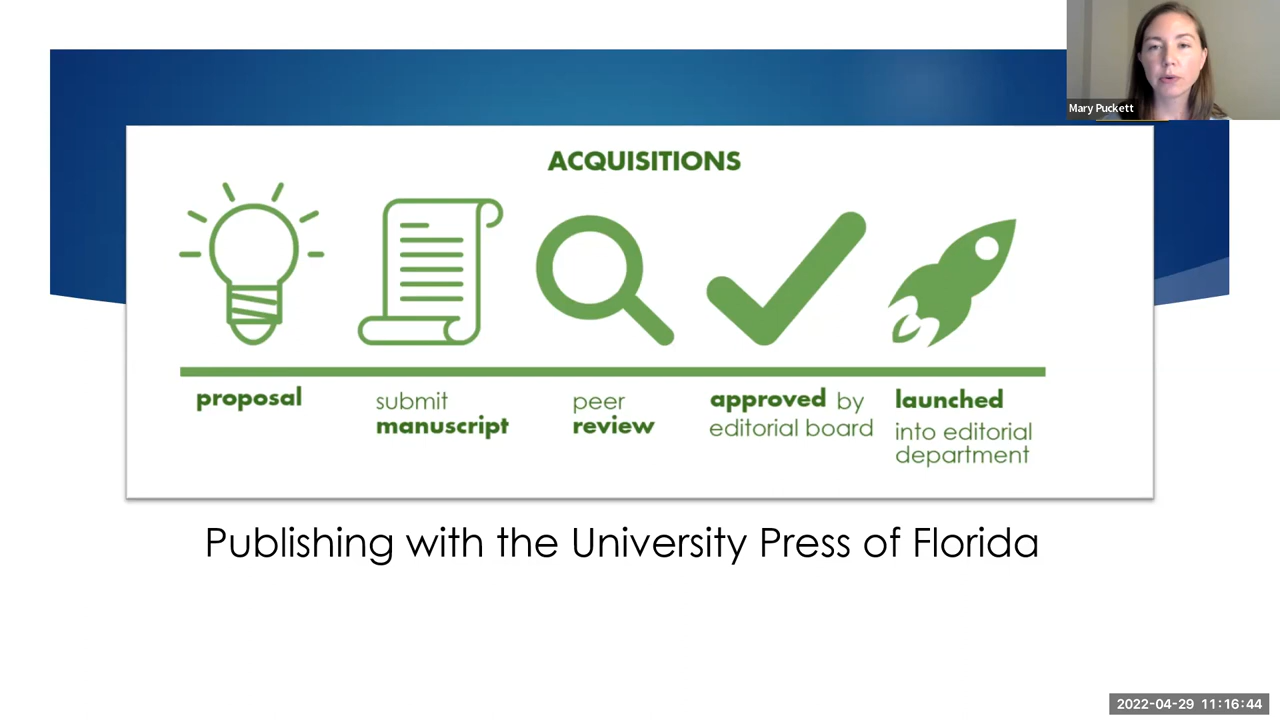 Mary Puckett
ACQUISITIONS
proposal
submit
manuscript
peer
review
approved by
editorial board
launched
into editorial
department
Publishing with the University Press of Florida
2022-04-29 11:16:44